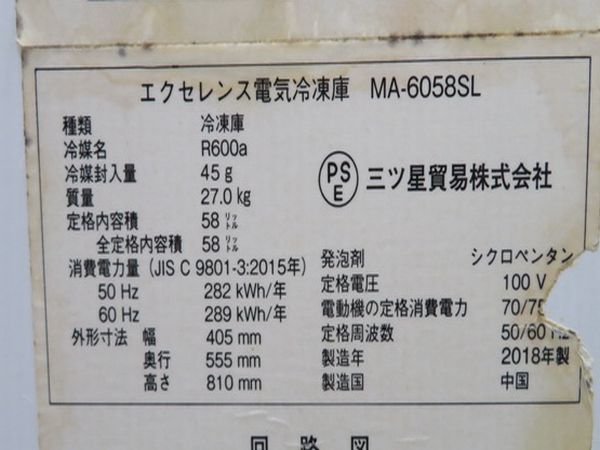 エクセレンス電気冷凍庫 MA-6058SL
種類 冷凍庫
冷媒名 R600a
冷媒封入量 45 g
質量 27.0 kg
定格内容積 58 リットル
全定格内容積 58 リットル
消費電力量 (JIS C 9801-3:2015年)
50 Hz 282 kWh/年
60 Hz 289 kWh/年
外形寸法 幅 405 mm
奥行 555 mm
高さ 810 mm
PSE 三ツ星貿易株式会社
発泡剤 シクロペンタン
定格電圧 100 V
電動機の定格消費電力 70/75
定格周波数 50/60 Hz
製造年 2018年製
製造国 中国
回路図